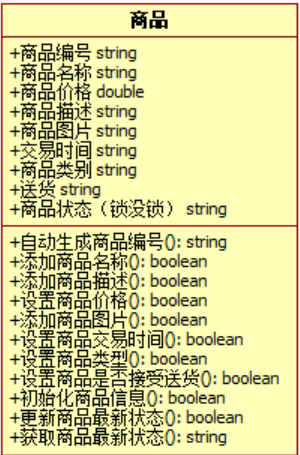 商品
+商品编号 string
+商品名称 string
+商品价格 double
+商品描述 string
+商品图片 string
+交易时间 string
+商品类别 string
+送货 string
+商品状态（锁没锁） string
+自动生成商品编号(): string
+添加商品名称(): boolean
+添加商品描述(): boolean
+设置商品价格(): boolean
+添加商品图片(): boolean
+设置商品交易时间(): boolean
+设置商品类型(): boolean
+设置商品是否接受送货(): boolean
+初始化商品信息(): boolean
+更新商品最新状态(): boolean
+获取商品最新状态(): string